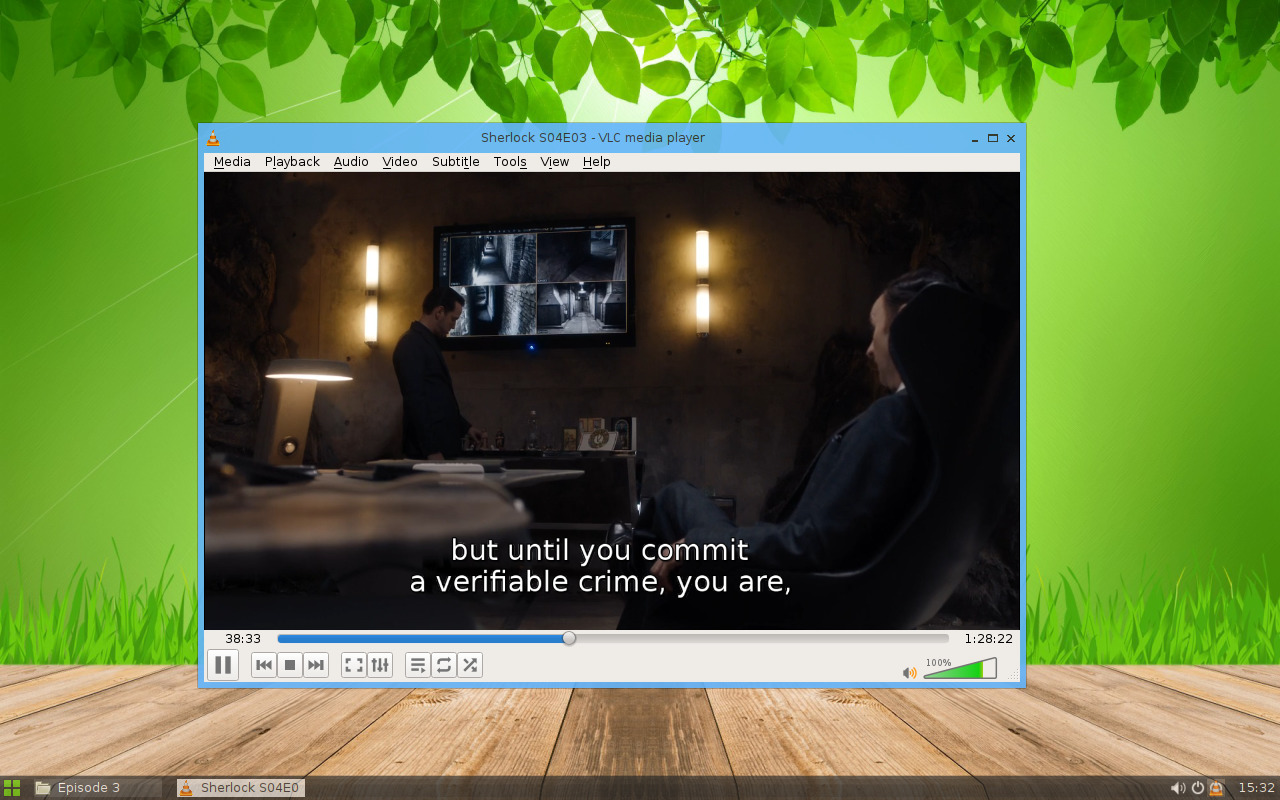 Sherlock S04E03 - VLC media player
Media Playback Audio Video Subtitle Tools View Help
but until you commit
a verifiable crime, you are,
38:33 1:28:22
100%
Episode 3 Sherlock S04E0 15:32